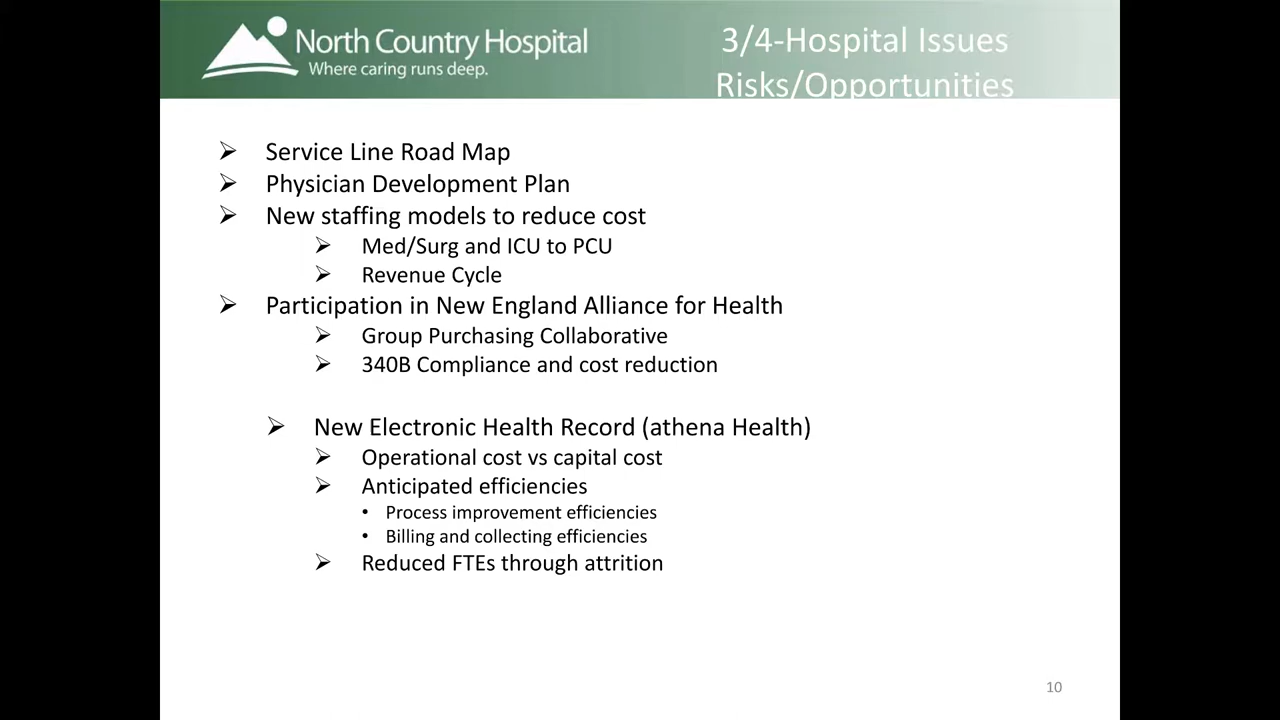 North Country Hospital
Where caring runs deep.
3/4-Hospital Issues
Risks/Opportunities
Service Line Road Map
Physician Development Plan
New staffing models to reduce cost
Med/Surg and ICU to PCU
Revenue Cycle
Participation in New England Alliance for Health
Group Purchasing Collaborative
340B Compliance and cost reduction
New Electronic Health Record (athena Health)
Operational cost vs capital cost
Anticipated efficiencies
• Process improvement efficiencies
• Billing and collecting efficiencies
Reduced FTEs through attrition
10